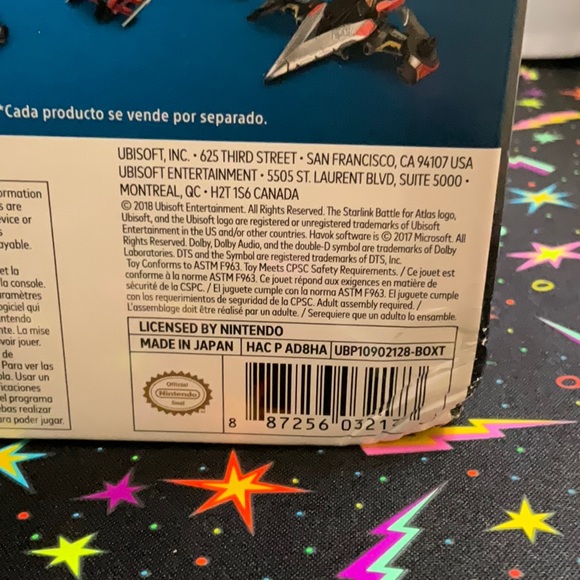 *Cada producto se vende por separado.
UBISOFT, INC. • 625 THIRD STREET • SAN FRANCISCO, CA 94107 USA
UBISOFT ENTERTAINMENT • 5505 ST. LAURENT BLVD, SUITE 5000 •
MONTREAL, QC • H2T 1S6 CANADA
© 2018 Ubisoft Entertainment. All Rights Reserved. The Starlink Battle for Atlas logo,
Ubisoft, and the Ubisoft logo are registered or unregistered trademarks of Ubisoft
Entertainment in the US and/or other countries. Havok software is © 2017 Microsoft. All
Rights Reserved. Dolby, Dolby Audio, and the double-D symbol are trademarks of Dolby
Laboratories. DTS and the Symbol are registered trademarks of DTS, Inc.
Toy Conforms to ASTM F963. Toy Meets CPSC Safety Requirements. / Ce jouet est
conforme à la norme ASTM F963. Ce jouet répond aux exigences en matière de
sécurité de la CSPC. / El juguete cumple con la norma ASTM F963. El juguete cumple
con los requerimientos de seguridad de la CPSC. Adult assembly required. /
L'assemblage doit être réalisé par un adulte. / Serequiere que un adulto lo ensamble.
LICENSED BY NINTENDO
MADE IN JAPAN HAC P AD8HA UBP10902128-BOXT
Official
Nintendo
Seal
8 87256 0321
ormation
s are
evice or
s
ayable.
et la
la console.
aramètres
ogiciel qui
ntendo
nte. La mise
voir jouer.
de
Para ver las
ola. Usar un
icaciones
el programa
ebas realizar
ara poder jugar.